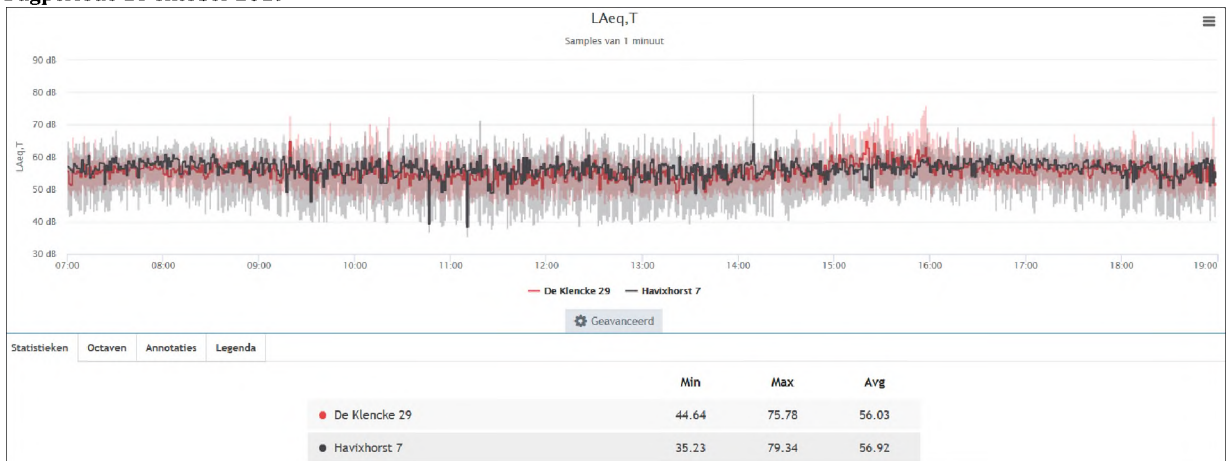 LAeq,T
Samples van 1 minuut
90 dB
80 dB
70 dB
60 dB
50 dB
40 dB
30 dB
LAeq,T
07:00 08:00 09:00 10:00 11:00 12:00 13:00 14:00 15:00 16:00 17:00 18:00 19:00
De Klencke 29 Havixhorst 7
Geavanceerd
Statistieken Octaven Annotaties Legenda
Min Max Avg
De Klencke 29 44.64 75.78 56.03
Havixhorst 7 35.23 79.34 56.92